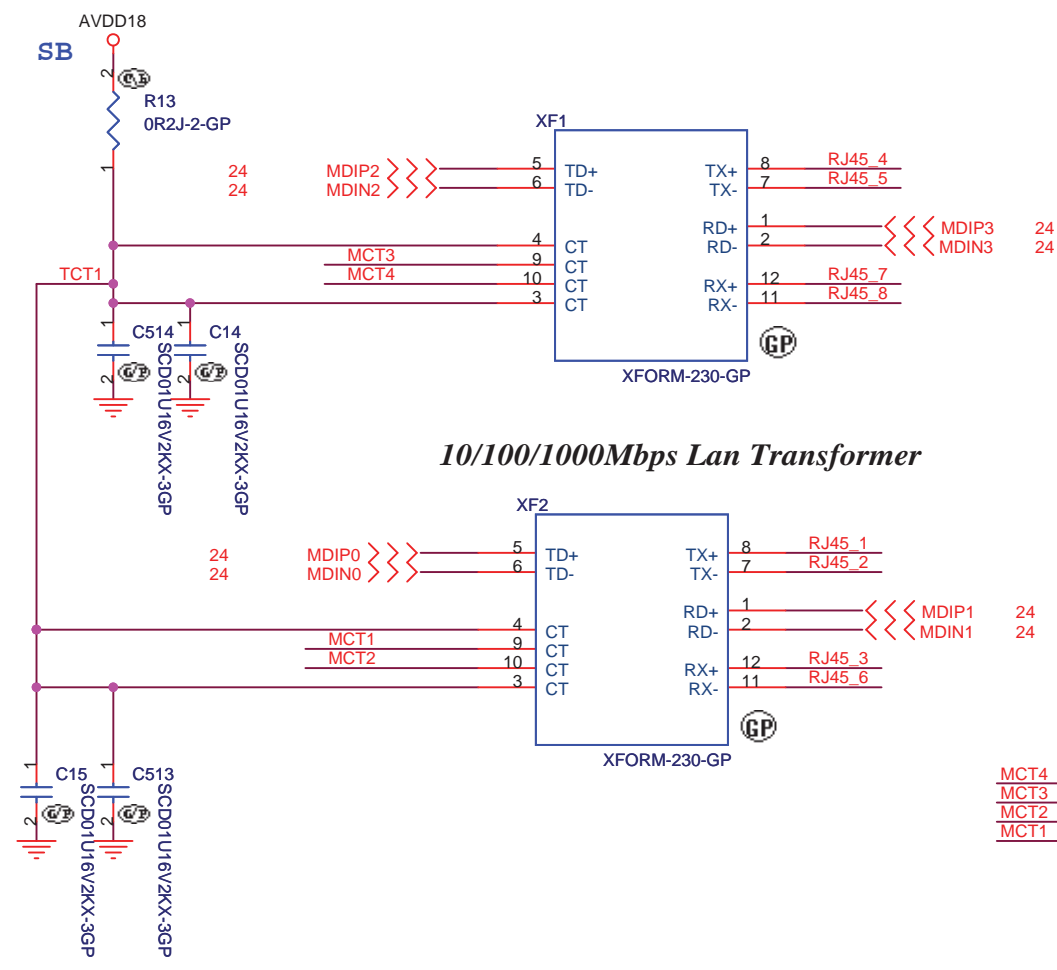 AVDD18
SB
2
G/P
R13
0R2J-2-GP
1
XF1
24 MDIP2 5 TD+ TX+ 8 RJ45_4
24 MDIN2 6 TD- TX- 7 RJ45_5
RD+ 1 MDIP3 24
RD- 2 MDIN3 24
4 CT
MCT3 9 CT
TCT1 MCT4 10 CT RX+ 12 RJ45_7
3 CT RX- 11 RJ45_8
1 C514 1 C14
2 G/P 2 G/P
SCD01U16V2KX-3GP
SCD01U16V2KX-3GP
GP
XFORM-230-GP
10/100/1000Mbps Lan Transformer
XF2
24 MDIP0 5 TD+ TX+ 8 RJ45_1
24 MDIN0 6 TD- TX- 7 RJ45_2
RD+ 1 MDIP1 24
RD- 2 MDIN1 24
4 CT
MCT1 9 CT
MCT2 10 CT RX+ 12 RJ45_3
3 CT RX- 11 RJ45_6
GP
XFORM-230-GP
1 C15 1 C513
2 G/P 2 G/P
SCD01U16V2KX-3GP
SCD01U16V2KX-3GP
MCT4
MCT3
MCT2
MCT1